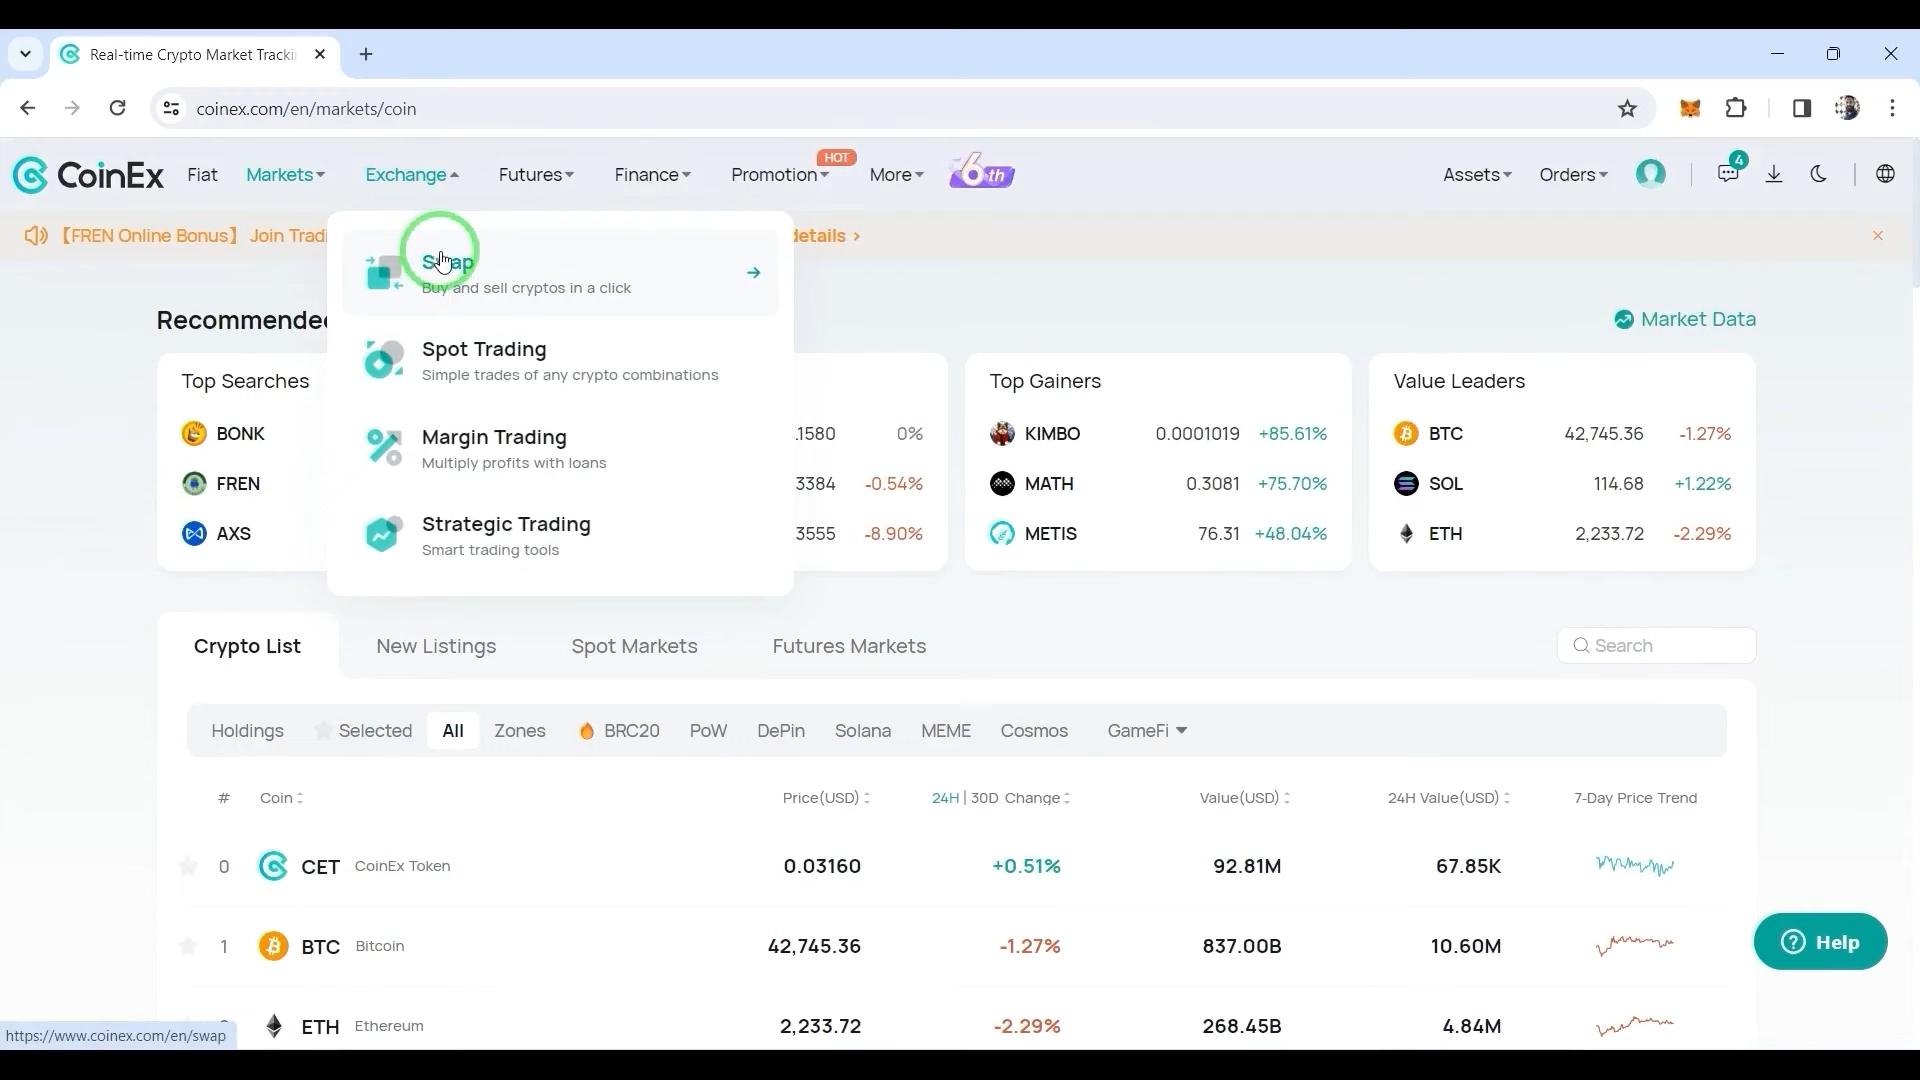 Real-time Crypto Market Tracki
coinex.com/en/markets/coin
CoinEx
Fiat
Markets
Exchange
Futures
Finance
Promotion
HOT
More
6th
Assets
Orders
4
【FREN Online Bonus】 Join Tradi
details >
Swap
Buy and sell cryptos in a click
Spot Trading
Simple trades of any crypto combinations
Margin Trading
Multiply profits with loans
Strategic Trading
Smart trading tools
Recommended
Market Data
Top Searches
BONK
FREN
AXS
.1580 0%
3384 -0.54%
3555 -8.90%
Top Gainers
KIMBO 0.0001019 +85.61%
MATH 0.3081 +75.70%
METIS 76.31 +48.04%
Value Leaders
BTC 42,745.36 -1.27%
SOL 114.68 +1.22%
ETH 2,233.72 -2.29%
Crypto List
New Listings
Spot Markets
Futures Markets
Search
Holdings
Selected
All
Zones
BRC20
PoW
DePin
Solana
MEME
Cosmos
GameFi
# Coin Price(USD) 24H | 30D Change Value(USD) 24H Value(USD) 7-Day Price Trend
0 CET CoinEx Token 0.03160 +0.51% 92.81M 67.85K
1 BTC Bitcoin 42,745.36 -1.27% 837.00B 10.60M
ETH Ethereum 2,233.72 -2.29% 268.45B 4.84M
Help
https://www.coinex.com/en/swap